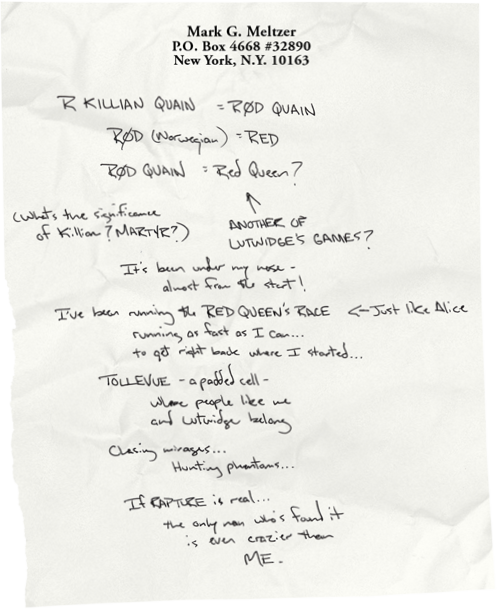 Mark G. Meltzer
P.O. Box 4668 #32890
New York, N.Y. 10163
R KILLIAN QUAIN = RØD QUAIN
RØD (Norwegian) = RED
RØD QUAIN = Red Queen?
(What's the significance
of Killian? MARTYR?)
ANOTHER OF
LUTWIDGE'S GAMES?
It's been under my nose -
almost from the start!
I've been running the RED QUEEN'S RACE <- Just like Alice
running as fast as I can...
to get right back where I started...
TOLLEVUE - a padded cell -
where people like me
and Lutwidge belong
Chasing mirages...
Hunting phantoms...
If RAPTURE is real...
the only man who's found it
is even crazier than
ME.